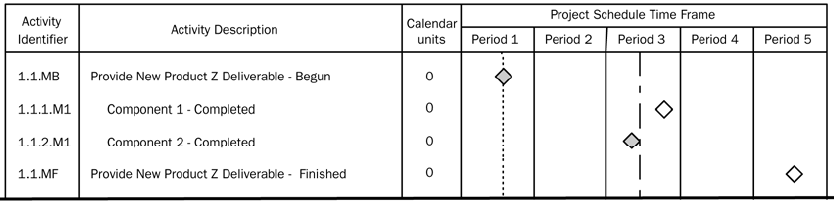 Activity Identifier Activity Description Calendar units Project Schedule Time Frame
Period 1 Period 2 Period 3 Period 4 Period 5
1.1.MB Provide New Product Z Deliverable - Begun 0
1.1.1.M1 Component 1 - Completed 0
1.1.2.M1 Component 2 - Completed 0
1.1.MF Provide New Product Z Deliverable - Finished 0